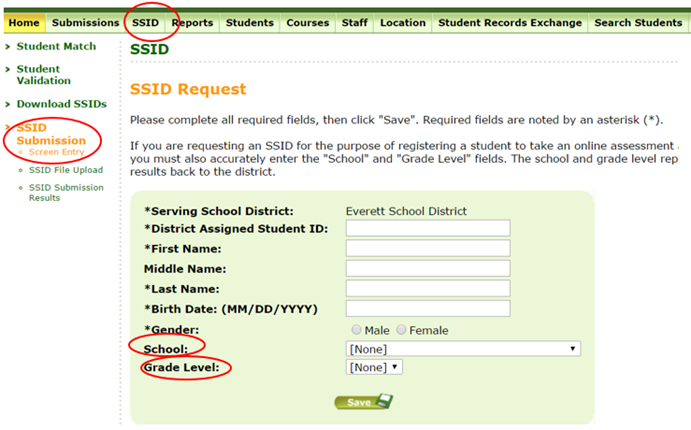 Home Submissions SSID Reports Students Courses Staff Location Student Records Exchange Search Students
Student Match
Student
Validation
Download SSIDs
SSID
Submission
Screen Entry
SSID File Upload
SSID Submission
Results
SSID
SSID Request
Please complete all required fields, then click "Save". Required fields are noted by an asterisk (*).
If you are requesting an SSID for the purpose of registering a student to take an online assessment
you must also accurately enter the "School" and "Grade Level" fields. The school and grade level rep
results back to the district.
*Serving School District: Everett School District
*District Assigned Student ID:
*First Name:
Middle Name:
*Last Name:
*Birth Date: (MM/DD/YYYY)
*Gender: Male Female
School: [None]
Grade Level: [None]
Save